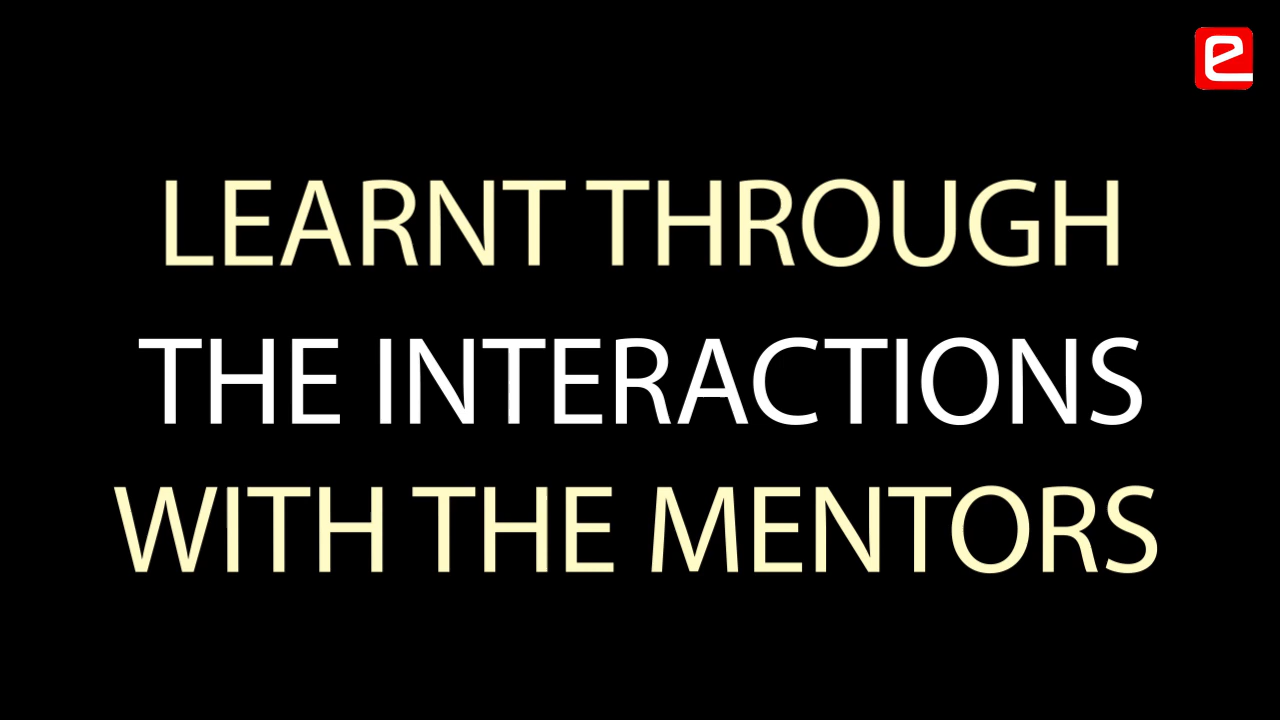 e
LEARNT THROUGH
THE INTERACTIONS
WITH THE MENTORS